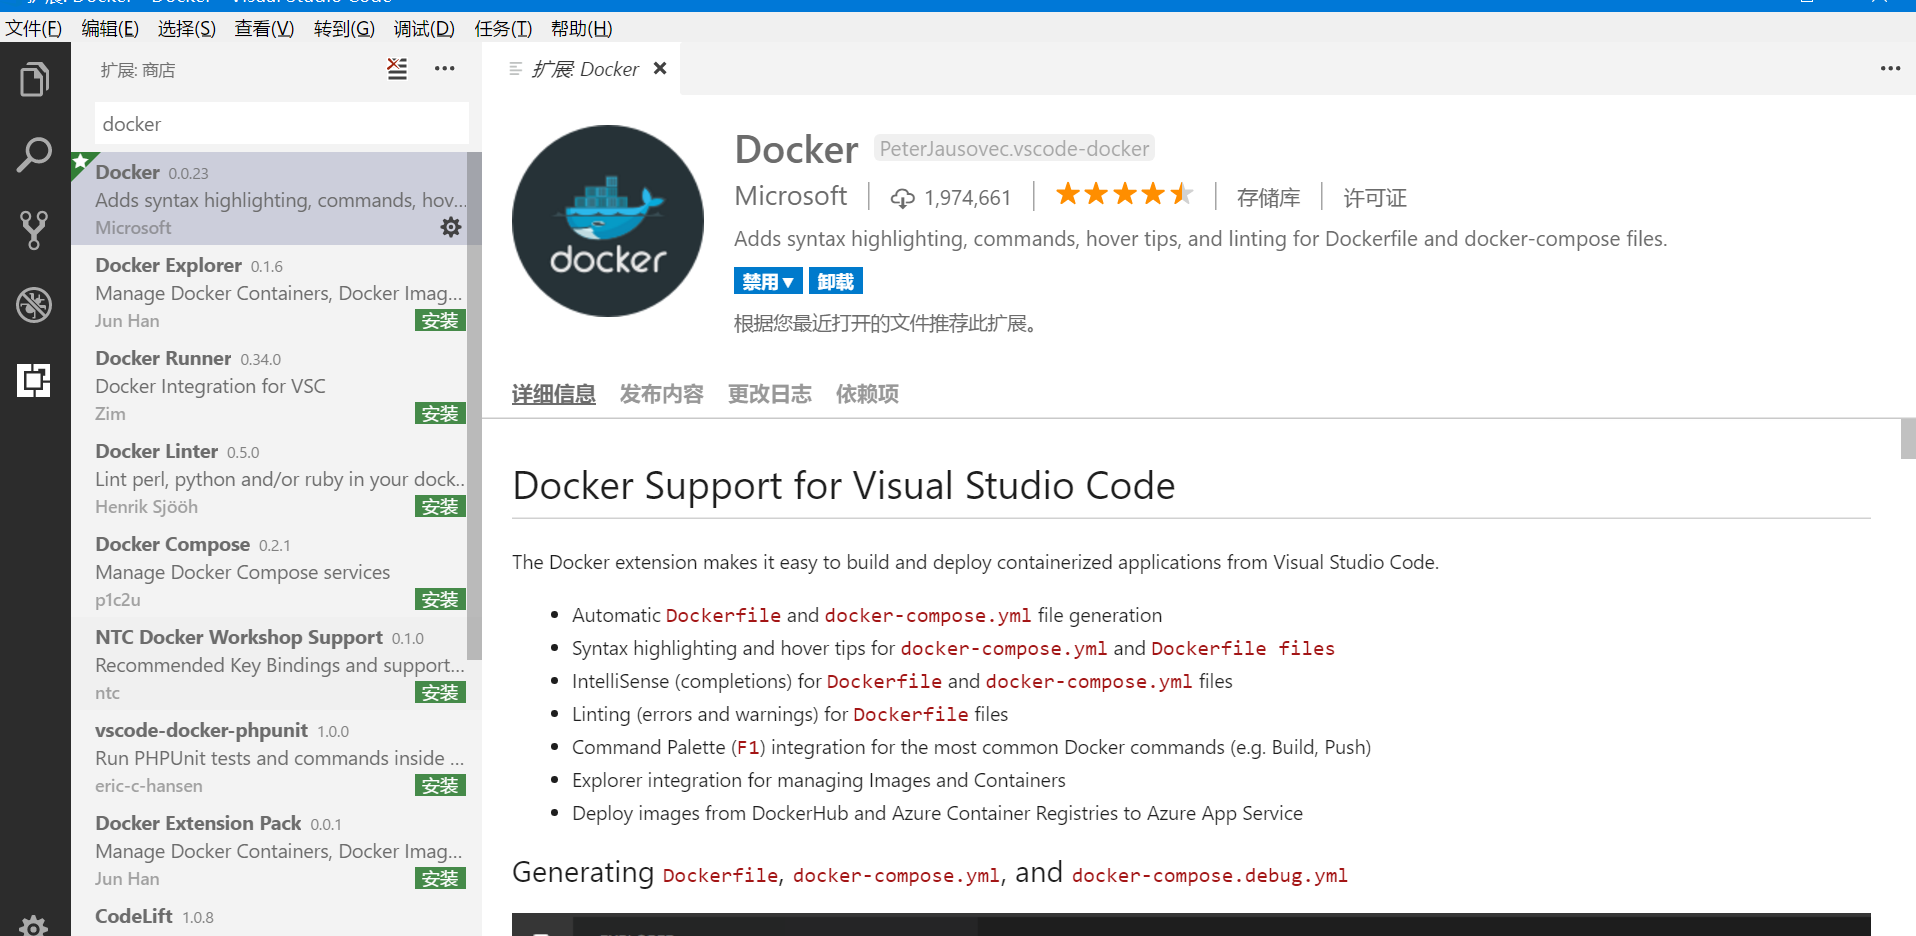 扩展: Docker — Docker — Visual Studio Code
文件(F) 编辑(E) 选择(S) 查看(V) 转到(G) 调试(D) 任务(T) 帮助(H)
扩展: 商店
docker
Docker 0.0.23
Adds syntax highlighting, commands, hov...
Microsoft
Docker Explorer 0.1.6
Manage Docker Containers, Docker Imag...
Jun Han 安装
Docker Runner 0.34.0
Docker Integration for VSC
Zim 安装
Docker Linter 0.5.0
Lint perl, python and/or ruby in your dock...
Henrik Sjööh 安装
Docker Compose 0.2.1
Manage Docker Compose services
p1c2u 安装
NTC Docker Workshop Support 0.1.0
Recommended Key Bindings and support...
ntc 安装
vscode-docker-phpunit 1.0.0
Run PHPUnit tests and commands inside ...
eric-c-hansen 安装
Docker Extension Pack 0.0.1
Manage Docker Containers, Docker Imag...
Jun Han 安装
CodeLift 1.0.8
扩展: Docker
docker
Docker PeterJausovec.vscode-docker
Microsoft 1,974,661 存储库 许可证
Adds syntax highlighting, commands, hover tips, and linting for Dockerfile and docker-compose files.
禁用 卸载
根据您最近打开的文件推荐此扩展。
详细信息 发布内容 更改日志 依赖项
Docker Support for Visual Studio Code
The Docker extension makes it easy to build and deploy containerized applications from Visual Studio Code.
• Automatic Dockerfile and docker-compose.yml file generation
• Syntax highlighting and hover tips for docker-compose.yml and Dockerfile files
• IntelliSense (completions) for Dockerfile and docker-compose.yml files
• Linting (errors and warnings) for Dockerfile files
• Command Palette (F1) integration for the most common Docker commands (e.g. Build, Push)
• Explorer integration for managing Images and Containers
• Deploy images from DockerHub and Azure Container Registries to Azure App Service
Generating Dockerfile, docker-compose.yml, and docker-compose.debug.yml